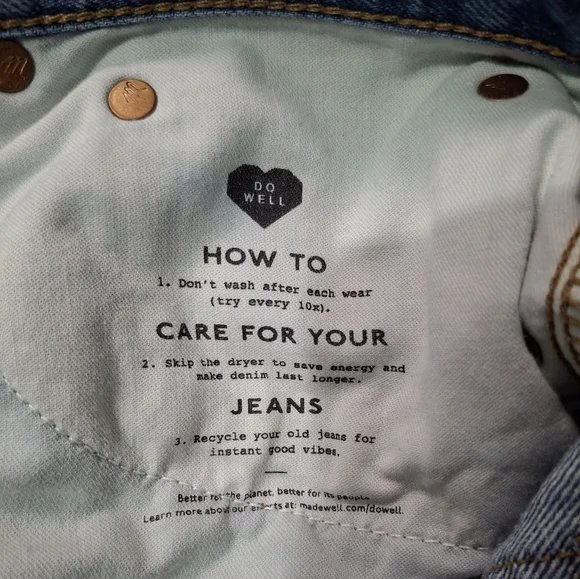 DO
WELL
HOW TO
1. Don't wash after each wear
(try every 10x).
CARE FOR YOUR
2. Skip the dryer to save energy and
make denim last longer.
JEANS
3. Recycle your old jeans for
instant good vibes.
Better for the planet, better for its people.
Learn more about our efforts at: madewell.com/dowell.